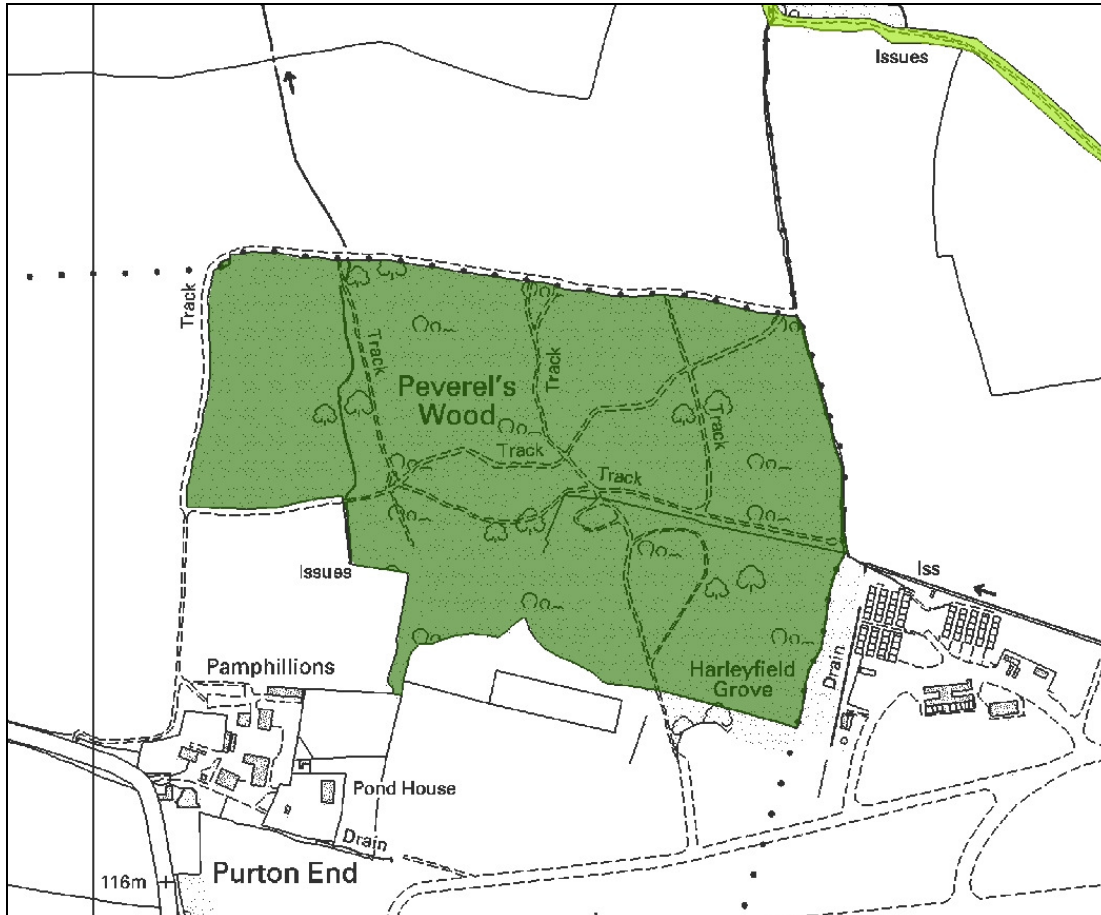 Issues
Track
Track
Track
Peverel's
Wood
Track
Track
Track
Issues
Iss
Pamphillions
Harleyfield
Grove
Drain
Pond House
Drain
Purton End
116m